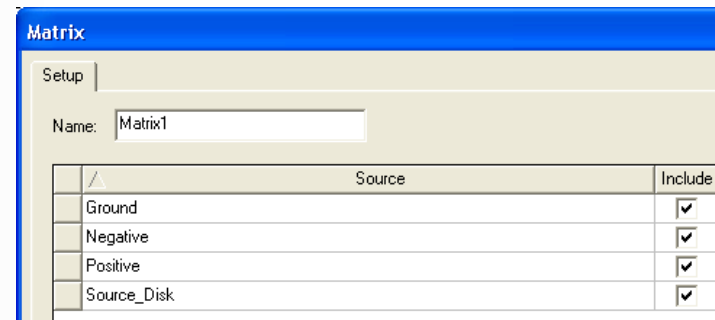 Matrix
Setup
Name: Matrix1
Source Include
Ground
Negative
Positive
Source_Disk